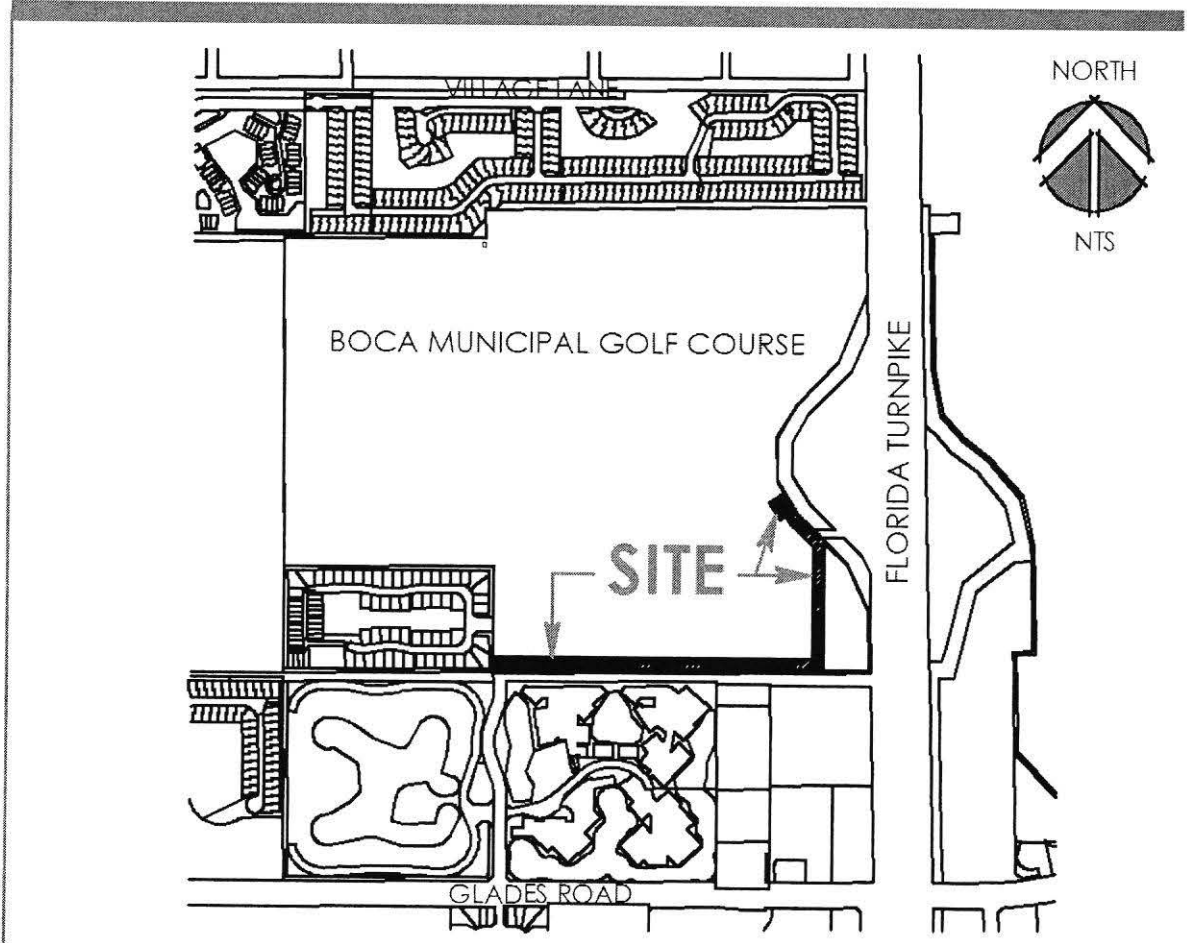 VILLAGE LANE
NORTH
NTS
BOCA MUNICIPAL GOLF COURSE
FLORIDA TURNPIKE
SITE
GLADES ROAD